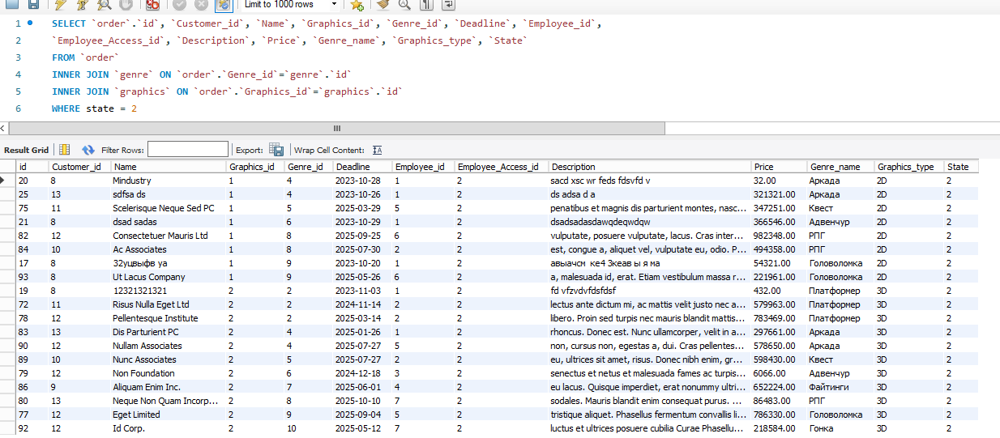 Limit to 1000 rows
1 SELECT `order`.`id`, `Customer_id`, `Name`, `Graphics_id`, `Genre_id`, `Deadline`, `Employee_id`,
2 `Employee_Access_id`, `Description`, `Price`, `Genre_name`, `Graphics_type`, `State`
3 FROM `order`
4 INNER JOIN `genre` ON `order`.`Genre_id`=`genre`.`id`
5 INNER JOIN `graphics` ON `order`.`Graphics_id`=`graphics`.`id`
6 WHERE state = 2
Result Grid Filter Rows: Export: Wrap Cell Content:
id Customer_id Name Graphics_id Genre_id Deadline Employee_id Employee_Access_id Description Price Genre_name Graphics_type State
20 8 Mindustry 1 4 2023-10-28 1 2 sacd xsc wr feds fdsvfd v 32.00 Аркада 2D 2
25 13 sdfsa ds 1 4 2023-10-26 1 2 ds adsa d a 321321.00 Аркада 2D 2
75 11 Scelerisque Neque Sed PC 1 5 2025-03-29 5 2 penatibus et magnis dis parturient montes, nasc... 347251.00 Квест 2D 2
21 8 dsad sadas 1 6 2023-10-29 1 2 dsadsadasdawqdeqwdqw 366546.00 Адвенчур 2D 2
82 12 Consectetuer Mauris Ltd 1 8 2025-09-25 6 2 vulputate, posuere vulputate, lacus. Cras inter... 982348.00 РПГ 2D 2
84 10 Ac Associates 1 8 2025-07-30 2 2 est, congue a, aliquet vel, vulputate eu, odio. P... 494358.00 РПГ 2D 2
17 8 32уцвыфв уа 1 9 2023-10-20 1 2 авыачсм ке4 3кеав ы я ма 54321.00 Головоломка 2D 2
93 8 Ut Lacus Company 1 9 2025-05-26 6 2 a, malesuada id, erat. Etiam vestibulum massa r... 221961.00 Головоломка 2D 2
19 8 12321321321 2 2 2023-11-03 1 2 fd vfzvdvfdsfdsf 432.00 Платформер 3D 2
72 11 Risus Nulla Eget Ltd 2 2 2024-11-14 2 2 lectus ante dictum mi, ac mattis velit justo nec a... 579963.00 Платформер 3D 2
78 12 Pellentesque Institute 2 2 2025-03-14 2 2 libero. Proin sed turpis nec mauris blandit mattis... 783469.00 Платформер 3D 2
83 13 Dis Parturient PC 2 4 2025-01-26 1 2 rhoncus. Donec est. Nunc ullamcorper, velit in a... 297661.00 Аркада 3D 2
90 12 Nullam Associates 2 4 2025-07-27 5 2 non, cursus non, egestas a, dui. Cras pellentes... 578650.00 Аркада 3D 2
89 10 Nunc Associates 2 5 2025-07-27 2 2 eu, ultrices sit amet, risus. Donec nibh enim, gr... 598430.00 Квест 3D 2
79 12 Non Foundation 2 6 2024-12-18 3 2 senectus et netus et malesuada fames ac turpis... 6066.00 Адвенчур 3D 2
86 9 Aliquam Enim Inc. 2 7 2025-06-01 4 2 eu lacus. Quisque imperdiet, erat nonummy ultri... 652224.00 Файтинги 3D 2
80 13 Neque Non Quam Incorp... 2 8 2025-10-10 7 2 sodales. Mauris blandit enim consequat purus. ... 86483.00 РПГ 3D 2
77 12 Eget Limited 2 9 2025-09-04 5 2 tristique aliquet. Phasellus fermentum convallis li... 786330.00 Головоломка 3D 2
92 12 Id Corp. 2 10 2025-05-12 7 2 luctus et ultrices posuere cubilia Curae Phasellu... 218584.00 Гонка 3D 2